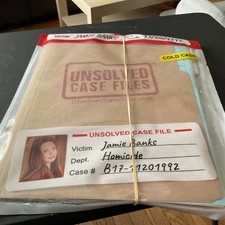 JAMIE BANKS
COLD CASE
UNSOLVED
CASE FILES
UNSOLVED CASE FILE
Victim Jamie Banks
Dept. Homicide
Case # B17-11201992